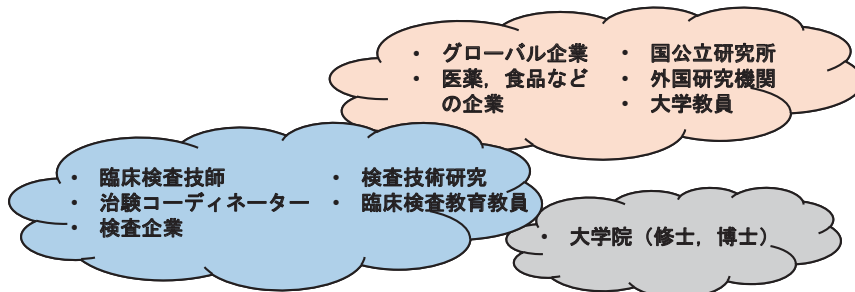 ・ グローバル企業
・ 医薬，食品など
の企業
・ 国公立研究所
・ 外国研究機関
・ 大学教員
・ 臨床検査技師
・ 治験コーディネーター
・ 検査企業
・ 検査技術研究
・ 臨床検査教育教員
・ 大学院（修士，博士）